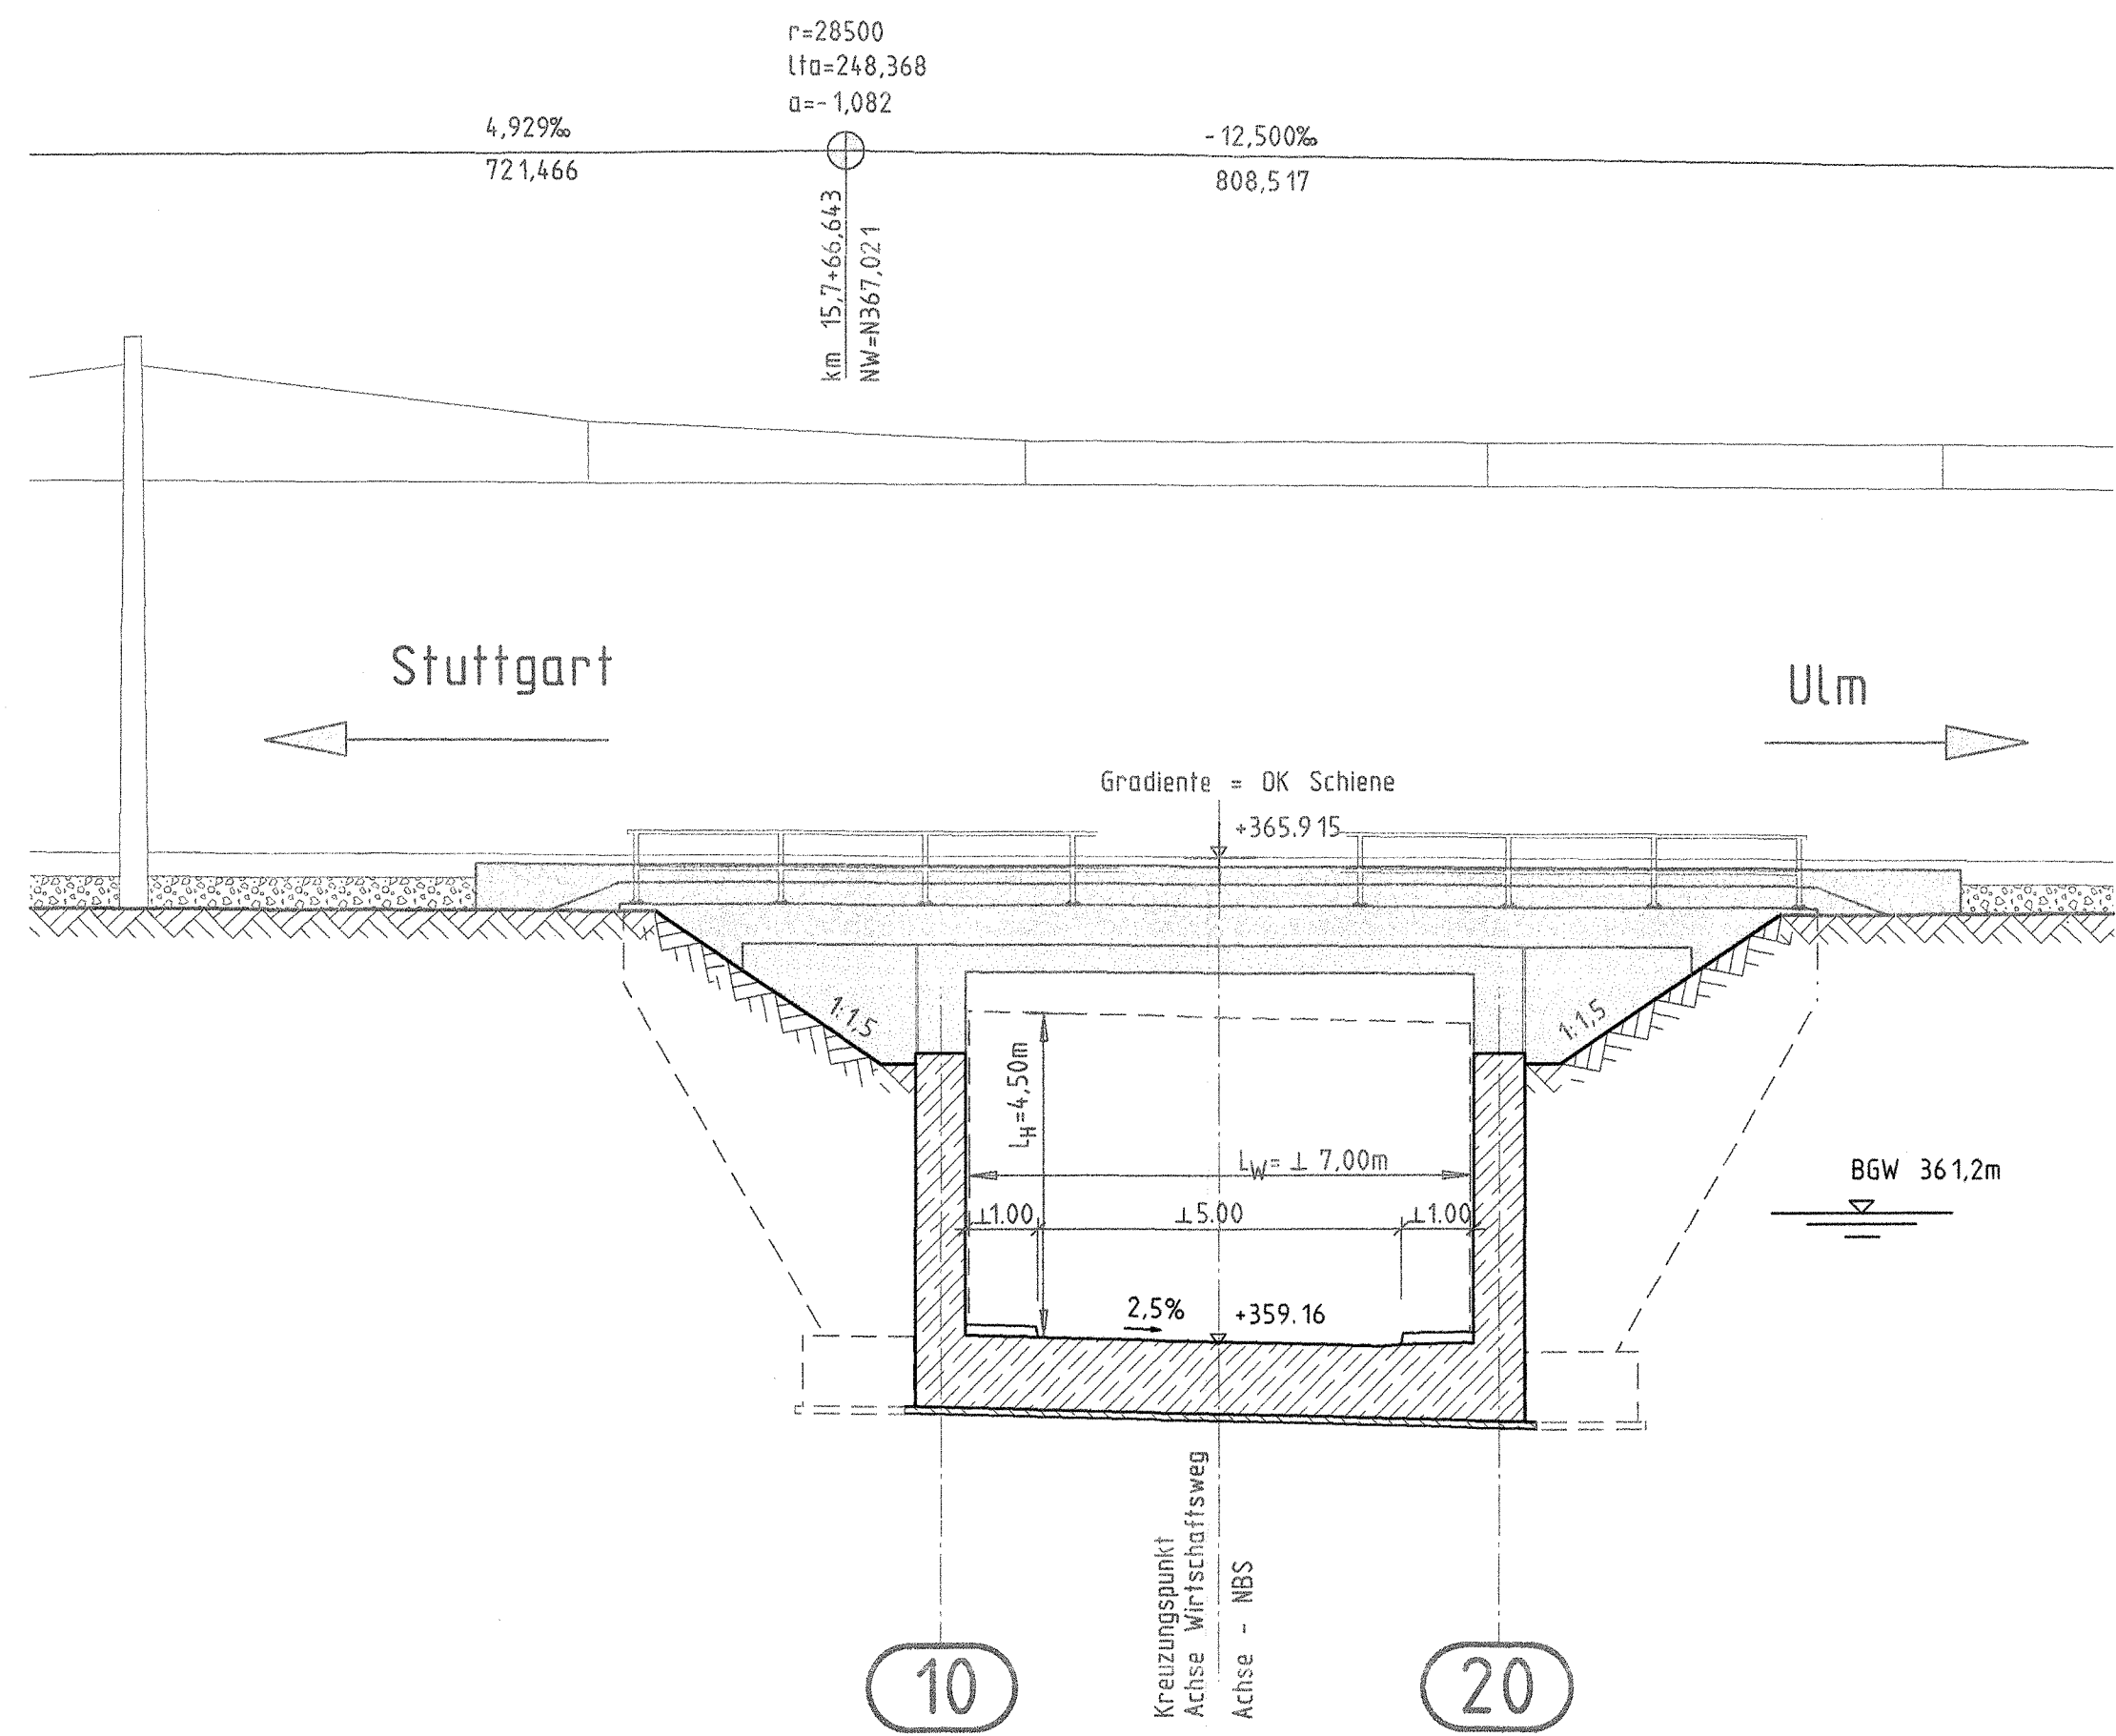 r=28500
lta=248,368
a=-1,082
4,929‰
721,466
-12,500‰
808,517
km 15,7+66,643
NW=N367,021
Stuttgart
Ulm
Gradiente = OK Schiene
+365.915
1:1,5
1:1,5
LH=4,50m
LW= ⊥ 7,00m
⊥1.00
⊥5.00
⊥1.00
BGW 361,2m
2,5%
+359.16
Kreuzungspunkt
Achse Wirtschaftsweg
Achse - NBS
10
20